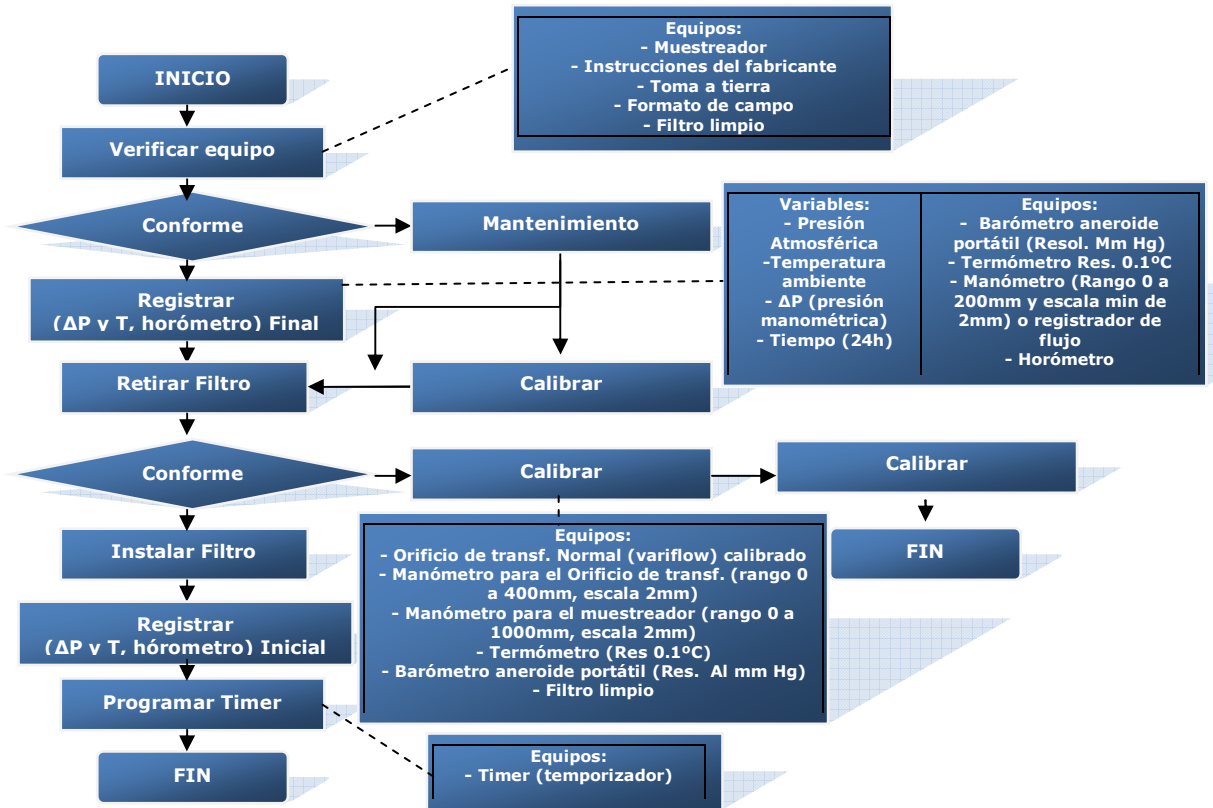 INICIO
Equipos:
– Muestreador
– Instrucciones del fabricante
– Toma a tierra
– Formato de campo
– Filtro limpio
Verificar equipo
Conforme
Mantenimiento
Variables:
– Presión
Atmosférica
–Temperatura
ambiente
– ΔP (presión
manométrica)
– Tiempo (24h)
Equipos:
– Barómetro aneroide
portátil (Resol. Mm Hg)
– Termómetro Res. 0.1ºC
– Manómetro (Rango 0 a
200mm y escala min de
2mm) o registrador de
flujo
– Horómetro
Registrar
(ΔP y T, horómetro) Final
Retirar Filtro
Calibrar
Conforme
Calibrar
Calibrar
FIN
Instalar Filtro
Equipos:
– Orificio de transf. Normal (variflow) calibrado
– Manómetro para el Orificio de transf. (rango 0
a 400mm, escala 2mm)
– Manómetro para el muestreador (rango 0 a
1000mm, escala 2mm)
– Termómetro (Res 0.1ºC)
– Barómetro aneroide portátil (Res. Al mm Hg)
– Filtro limpio
Registrar
(ΔP y T, hórometro) Inicial
Programar Timer
Equipos:
– Timer (temporizador)
FIN